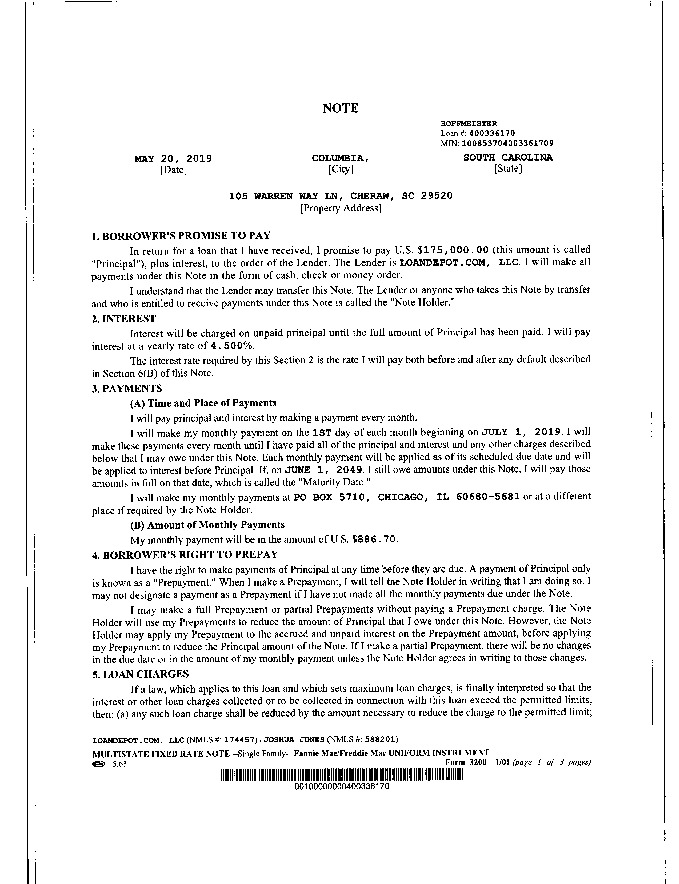 NOTE
HOFFMEISTER
Loan #: 400336170
MIN: 100853704003361709
MAY 20, 2019 COLUMBIA, SOUTH CAROLINA
[Date] [City] [State]
105 WARREN WAY LN, CHERAW, SC 29520
[Property Address]
1. BORROWER'S PROMISE TO PAY
In return for a loan that I have received, I promise to pay U.S. $175,000.00 (this amount is called
"Principal"), plus interest, to the order of the Lender. The Lender is LOANDEPOT.COM, LLC. I will make all
payments under this Note in the form of cash, check or money order.
I understand that the Lender may transfer this Note. The Lender or anyone who takes this Note by transfer
and who is entitled to receive payments under this Note is called the "Note Holder."
2. INTEREST
Interest will be charged on unpaid principal until the full amount of Principal has been paid. I will pay
interest at a yearly rate of 4.500%.
The interest rate required by this Section 2 is the rate I will pay both before and after any default described
in Section 6(B) of this Note.
3. PAYMENTS
(A) Time and Place of Payments
I will pay principal and interest by making a payment every month.
I will make my monthly payment on the 1ST day of each month beginning on JULY 1, 2019. I will
make these payments every month until I have paid all of the principal and interest and any other charges described
below that I may owe under this Note. Each monthly payment will be applied as of its scheduled due date and will
be applied to interest before Principal. If, on JUNE 1, 2049, I still owe amounts under this Note, I will pay those
amounts in full on that date, which is called the "Maturity Date."
I will make my monthly payments at PO BOX 5710, CHICAGO, IL 60680-5681 or at a different
place if required by the Note Holder.
(B) Amount of Monthly Payments
My monthly payment will be in the amount of U.S. $886.70.
4. BORROWER'S RIGHT TO PREPAY
I have the right to make payments of Principal at any time before they are due. A payment of Principal only
is known as a "Prepayment." When I make a Prepayment, I will tell the Note Holder in writing that I am doing so. I
may not designate a payment as a Prepayment if I have not made all the monthly payments due under the Note.
I may make a full Prepayment or partial Prepayments without paying a Prepayment charge. The Note
Holder will use my Prepayments to reduce the amount of Principal that I owe under this Note. However, the Note
Holder may apply my Prepayment to the accrued and unpaid interest on the Prepayment amount, before applying
my Prepayment to reduce the Principal amount of the Note. If I make a partial Prepayment, there will be no changes
in the due date or in the amount of my monthly payment unless the Note Holder agrees in writing to those changes.
5. LOAN CHARGES
If a law, which applies to this loan and which sets maximum loan charges, is finally interpreted so that the
interest or other loan charges collected or to be collected in connection with this loan exceed the permitted limits,
then: (a) any such loan charge shall be reduced by the amount necessary to reduce the charge to the permitted limit;
LOANDEPOT.COM, LLC (NMLS #: 174457), JOSHUA JONES (NMLS #: 588201)
MULTISTATE FIXED RATE NOTE --Single Family-- Fannie Mae/Freddie Mac UNIFORM INSTRUMENT
Form 3200 1/01 (page 1 of 3 pages)